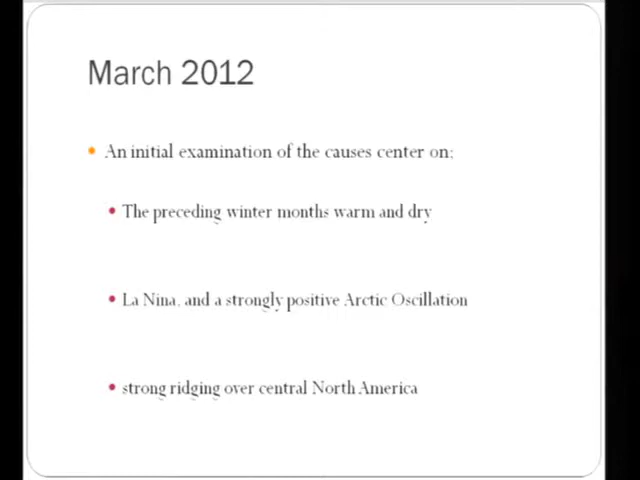 March 2012
An initial examination of the causes center on:
The preceding winter months warm and dry
La Nina, and a strongly positive Arctic Oscillation
strong ridging over central North America